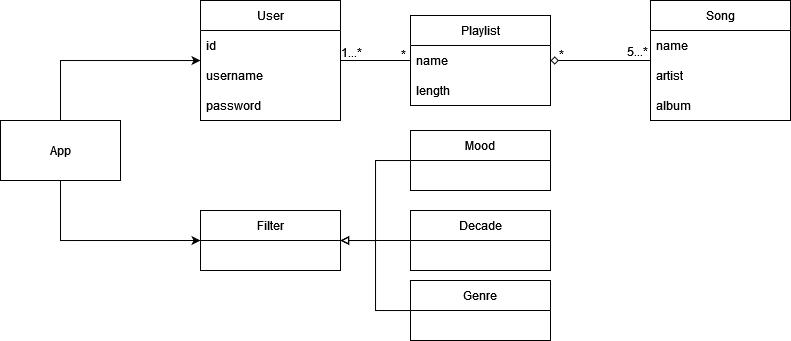 User
id
username
password
1...*
*
Playlist
name
length
*
5...*
Song
name
artist
album
App
Filter
Mood
Decade
Genre